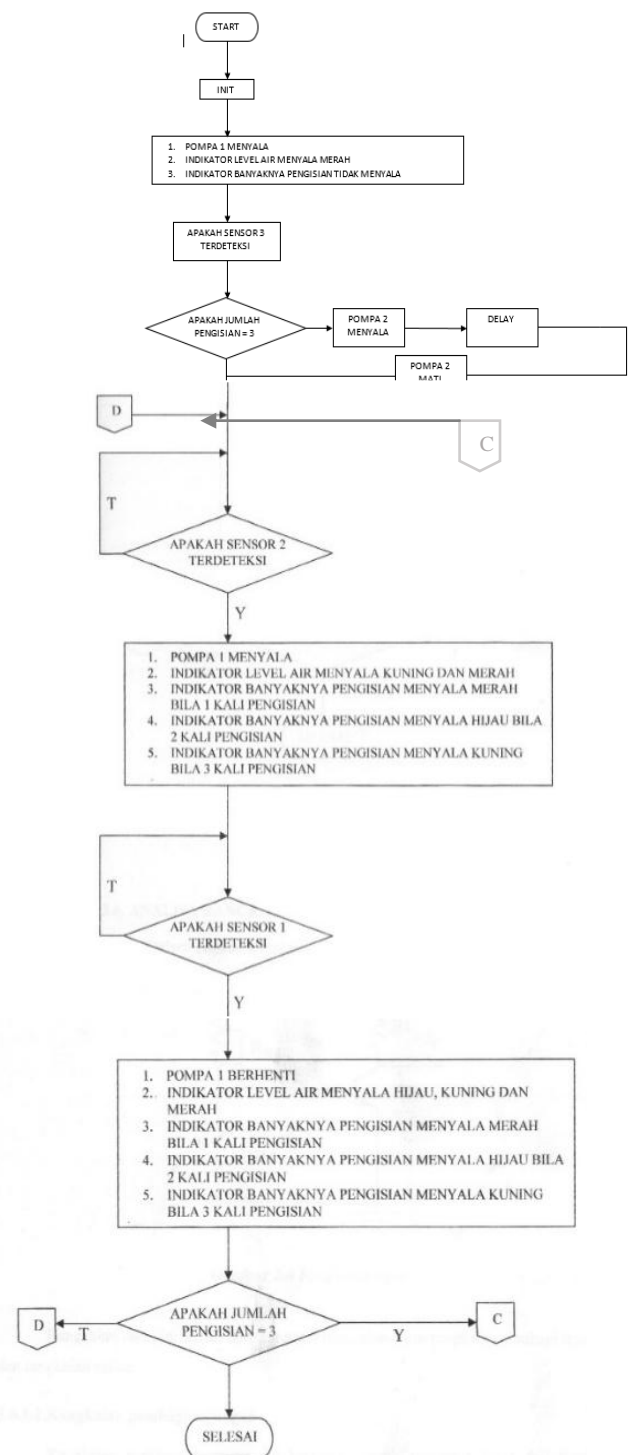 START
INIT
1. POMPA 1 MENYALA
2. INDIKATOR LEVEL AIR MENYALA MERAH
3. INDIKATOR BANYAKNYA PENGISIAN TIDAK MENYALA
APAKAH SENSOR 3
TERDETEKSI
APAKAH JUMLAH
PENGISIAN = 3
POMPA 2
MENYALA
DELAY
POMPA 2
MATI
D
C
T
APAKAH SENSOR 2
TERDETEKSI
Y
1. POMPA 1 MENYALA
2. INDIKATOR LEVEL AIR MENYALA KUNING DAN MERAH
3. INDIKATOR BANYAKNYA PENGISIAN MENYALA MERAH
BILA 1 KALI PENGISIAN
4. INDIKATOR BANYAKNYA PENGISIAN MENYALA HIJAU BILA
2 KALI PENGISIAN
5. INDIKATOR BANYAKNYA PENGISIAN MENYALA KUNING
BILA 3 KALI PENGISIAN
T
APAKAH SENSOR 1
TERDETEKSI
Y
1. POMPA 1 BERHENTI
2. INDIKATOR LEVEL AIR MENYALA HIJAU, KUNING DAN
MERAH
3. INDIKATOR BANYAKNYA PENGISIAN MENYALA MERAH
BILA 1 KALI PENGISIAN
4. INDIKATOR BANYAKNYA PENGISIAN MENYALA HIJAU BILA
2 KALI PENGISIAN
5. INDIKATOR BANYAKNYA PENGISIAN MENYALA KUNING
BILA 3 KALI PENGISIAN
D
T
APAKAH JUMLAH
PENGISIAN = 3
Y
C
SELESAI